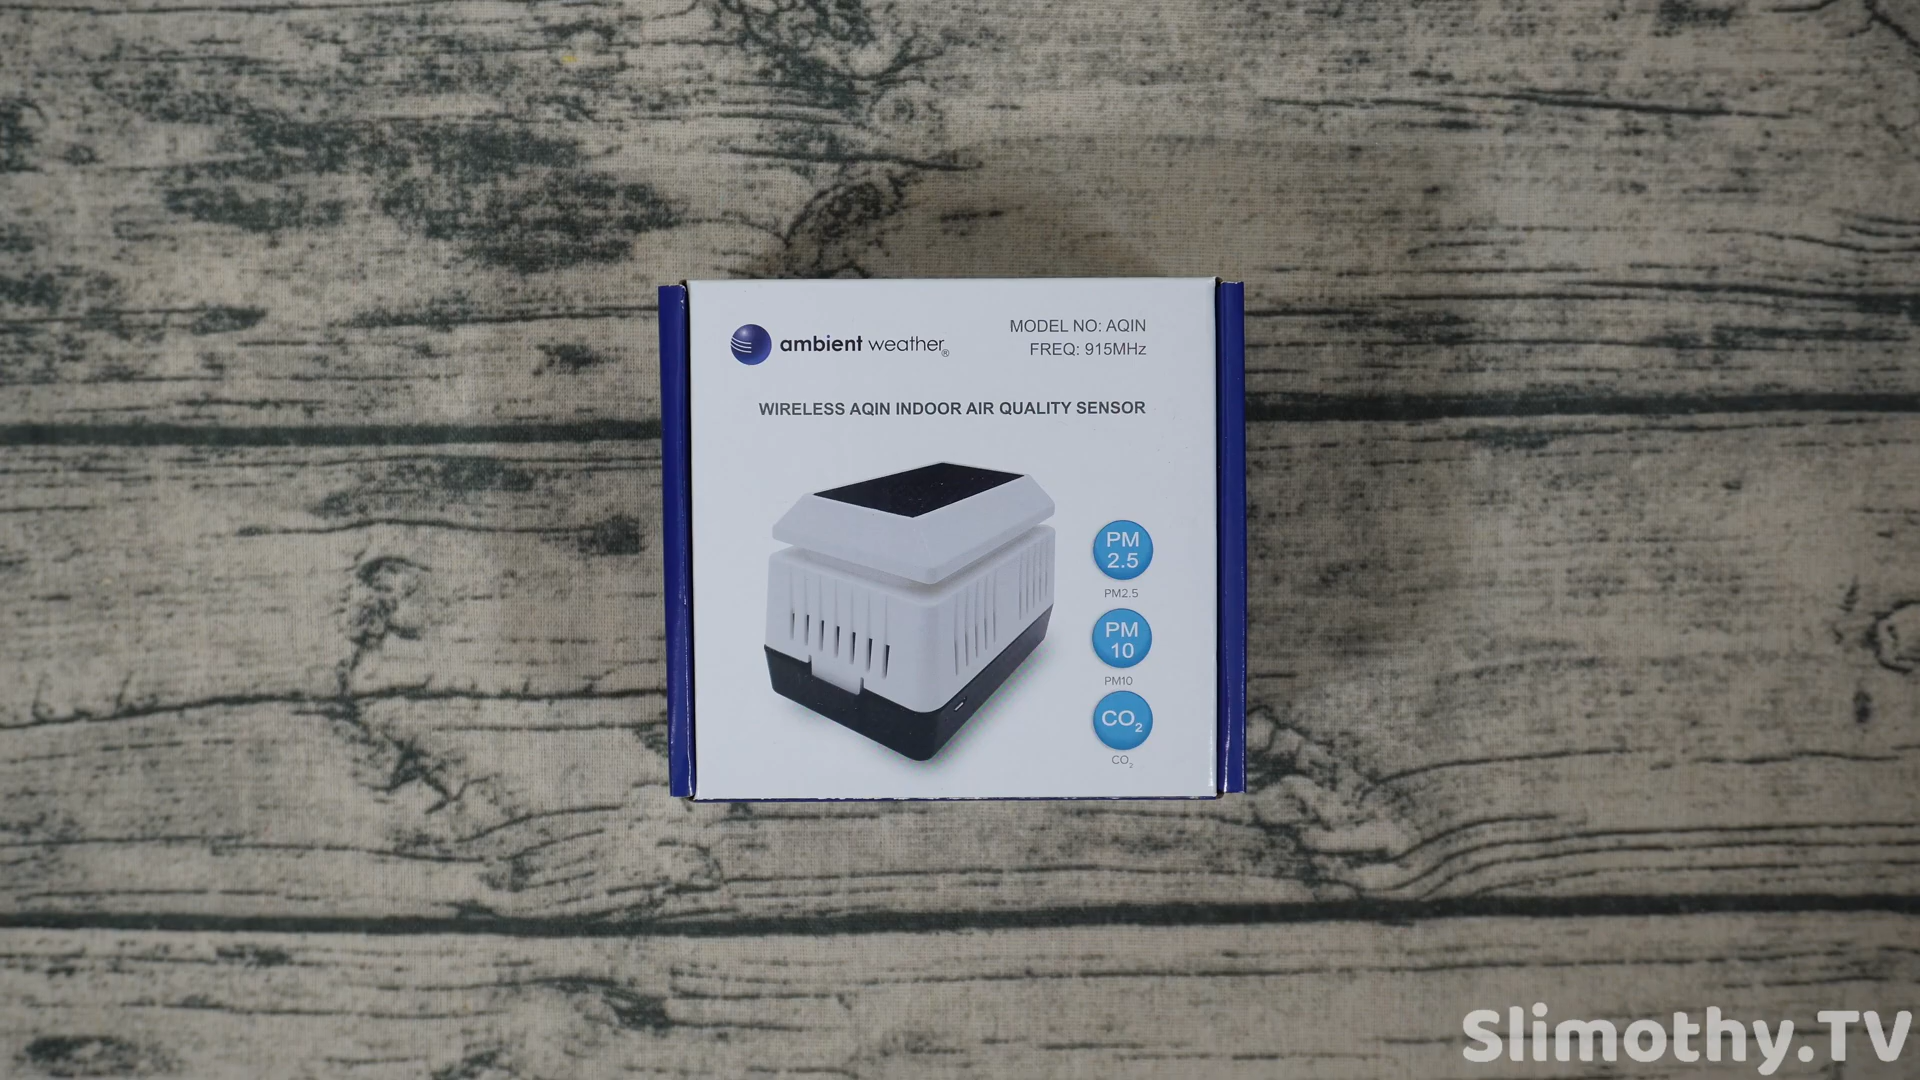 ambient weather®
MODEL NO: AQIN
FREQ: 915MHz
WIRELESS AQIN INDOOR AIR QUALITY SENSOR
PM
2.5
PM2.5
PM
10
PM10
CO₂
CO₂
Slimothy.TV